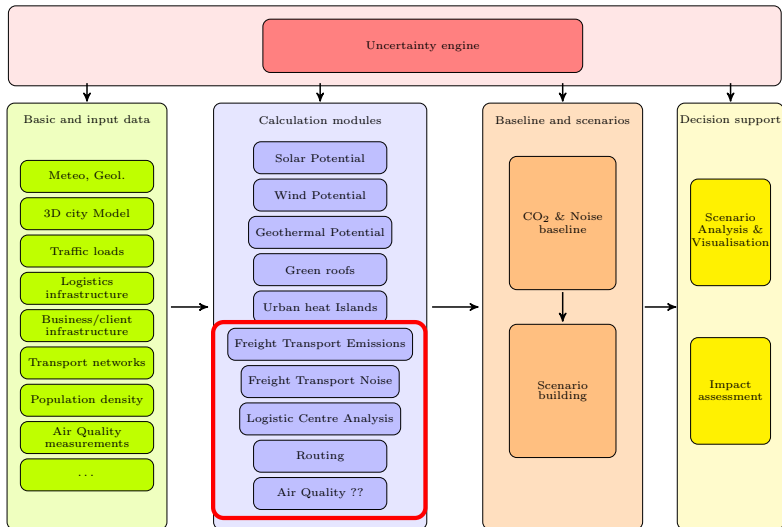 Uncertainty engine
Basic and input data
Meteo, Geol.
3D city Model
Traffic loads
Logistics
infrastructure
Business/client
infrastructure
Transport networks
Population density
Air Quality
measurements
...
Calculation modules
Solar Potential
Wind Potential
Geothermal Potential
Green roofs
Urban heat Islands
Freight Transport Emissions
Freight Transport Noise
Logistic Centre Analysis
Routing
Air Quality ??
Baseline and scenarios
CO₂ & Noise
baseline
Scenario
building
Decision support
Scenario
Analysis &
Visualisation
Impact
assessment